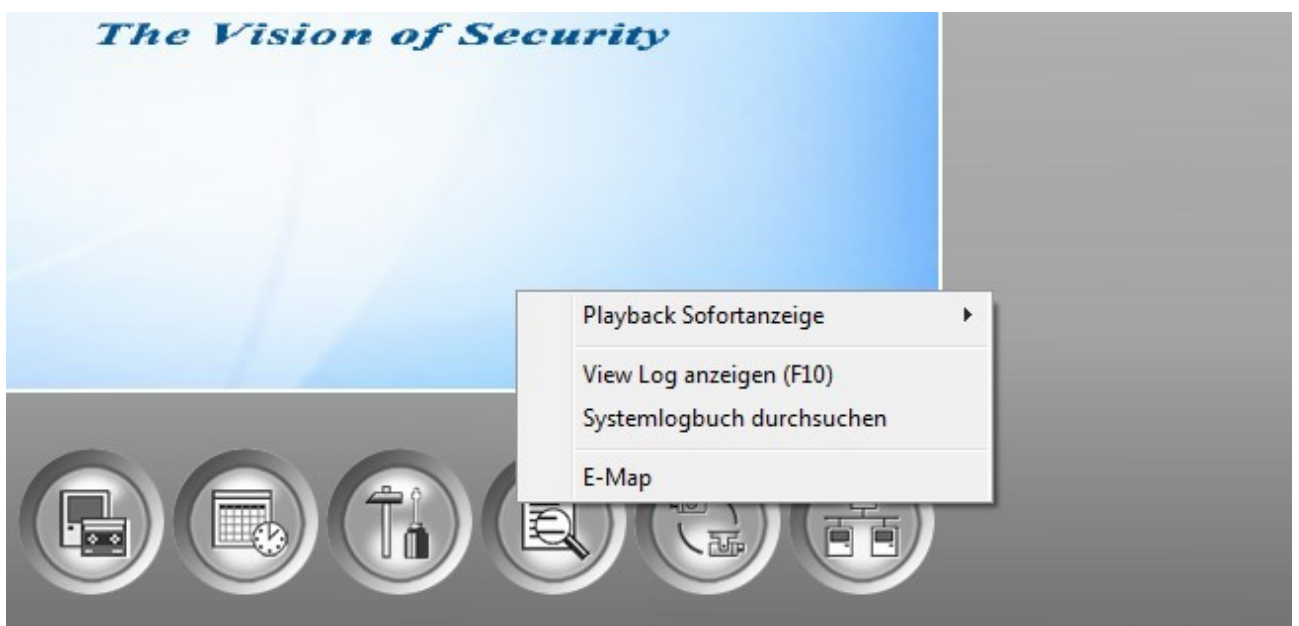 The Vision of Security
Playback Sofortanzeige
View Log anzeigen (F10)
Systemlogbuch durchsuchen
E-Map